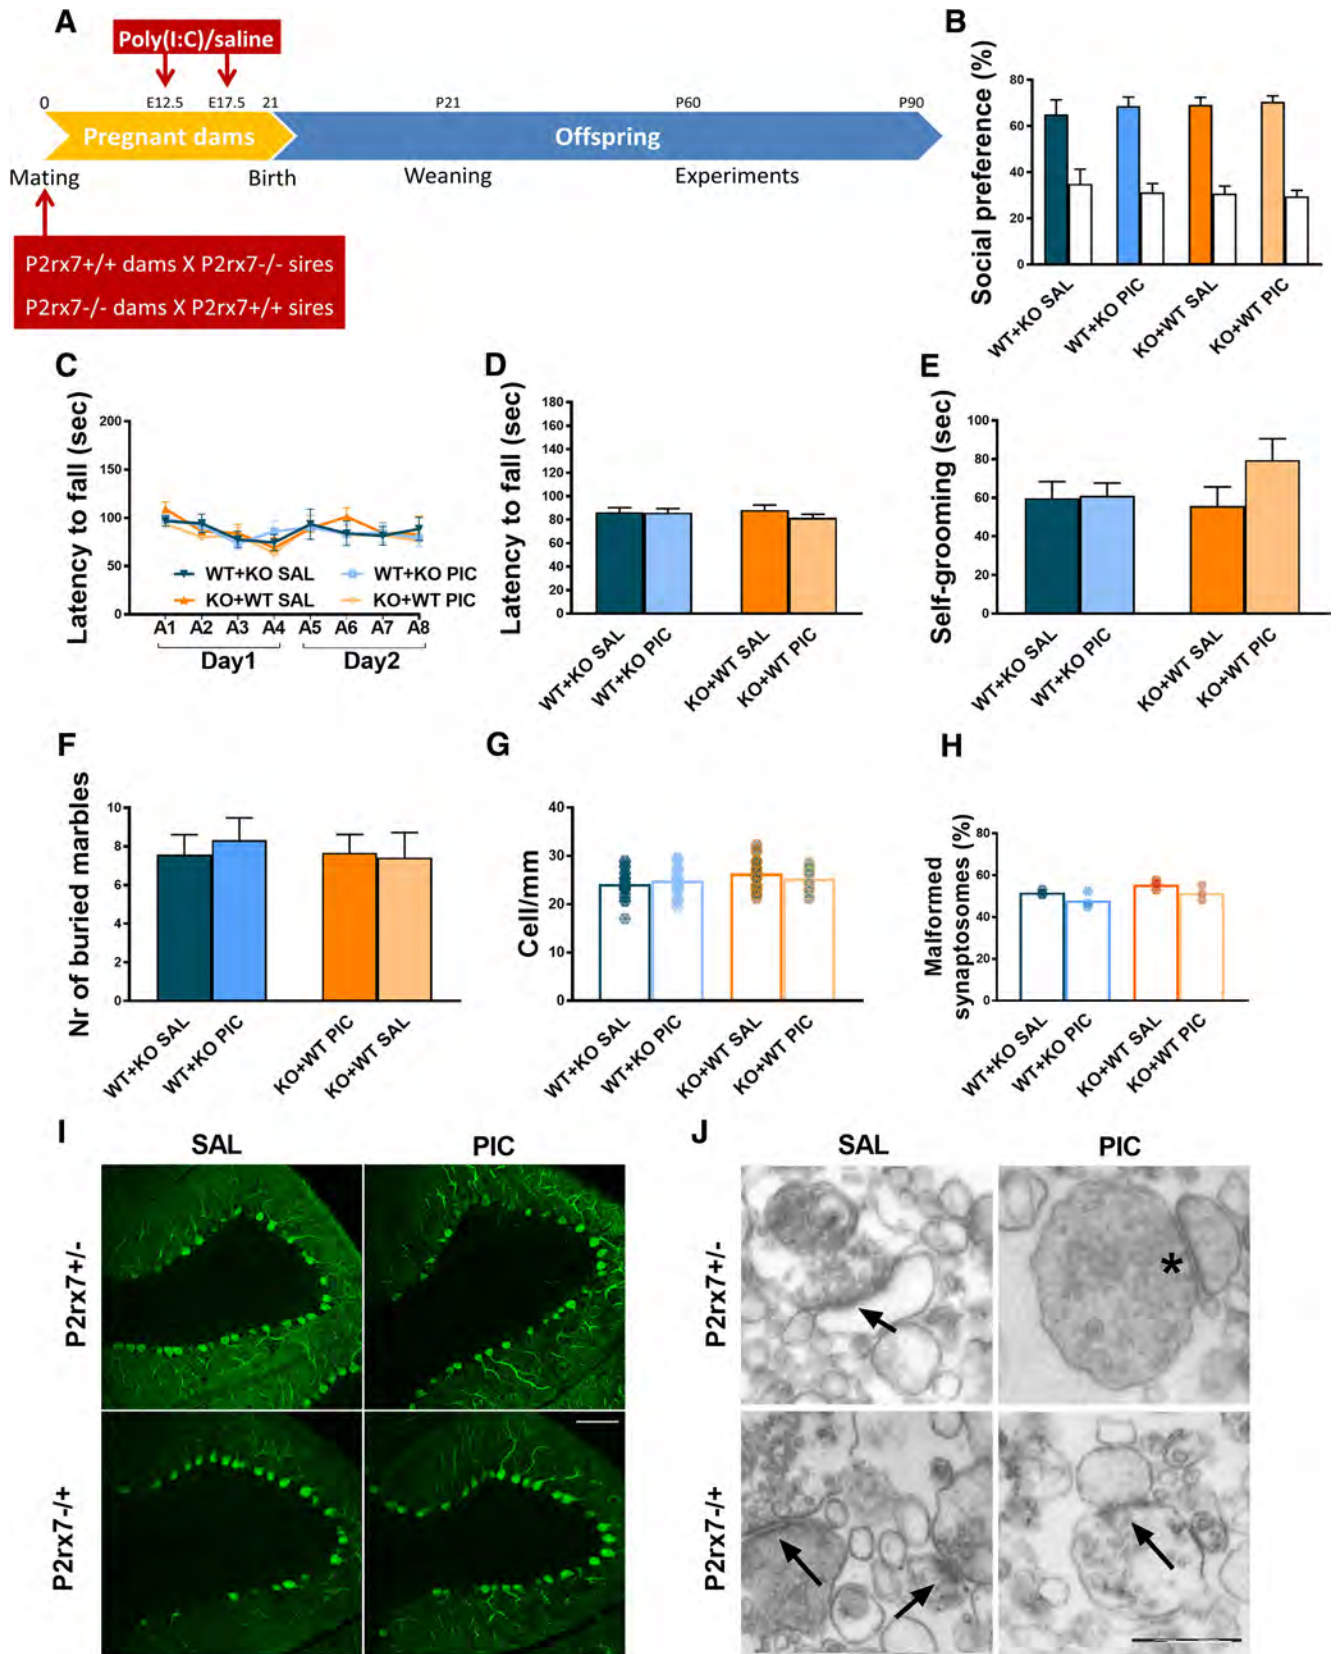 A
Poly(I:C)/saline
0 E12.5 E17.5 21 P21 P60 P90
Pregnant dams Offspring
Mating Birth Weaning Experiments
P2rx7+/+ dams X P2rx7-/- sires
P2rx7-/- dams X P2rx7+/+ sires
B
Social preference (%)
80
60
40
20
0
WT+KO SAL
WT+KO PIC
KO+WT SAL
KO+WT PIC
C
Latency to fall (sec)
200
150
100
50
0
WT+KO SAL WT+KO PIC
KO+WT SAL KO+WT PIC
A1 A2 A3 A4 A5 A6 A7 A8
Day1 Day2
D
Latency to fall (sec)
180
160
140
120
100
80
60
40
20
0
WT+KO SAL
WT+KO PIC
KO+WT SAL
KO+WT PIC
E
Self-grooming (sec)
100
80
60
40
20
0
WT+KO SAL
WT+KO PIC
KO+WT SAL
KO+WT PIC
F
Nr of buried marbles
10
8
6
4
2
0
WT+KO SAL
WT+KO PIC
KO+WT PIC
KO+WT SAL
G
Cell/mm
40
30
20
10
0
WT+KO SAL
WT+KO PIC
KO+WT SAL
KO+WT PIC
H
Malformed
synaptosomes (%)
80
60
40
20
0
WT+KO SAL
WT+KO PIC
KO+WT SAL
KO+WT PIC
I
SAL PIC
P2rx7+/-
P2rx7-/+
J
SAL PIC
P2rx7+/-
*
P2rx7-/+